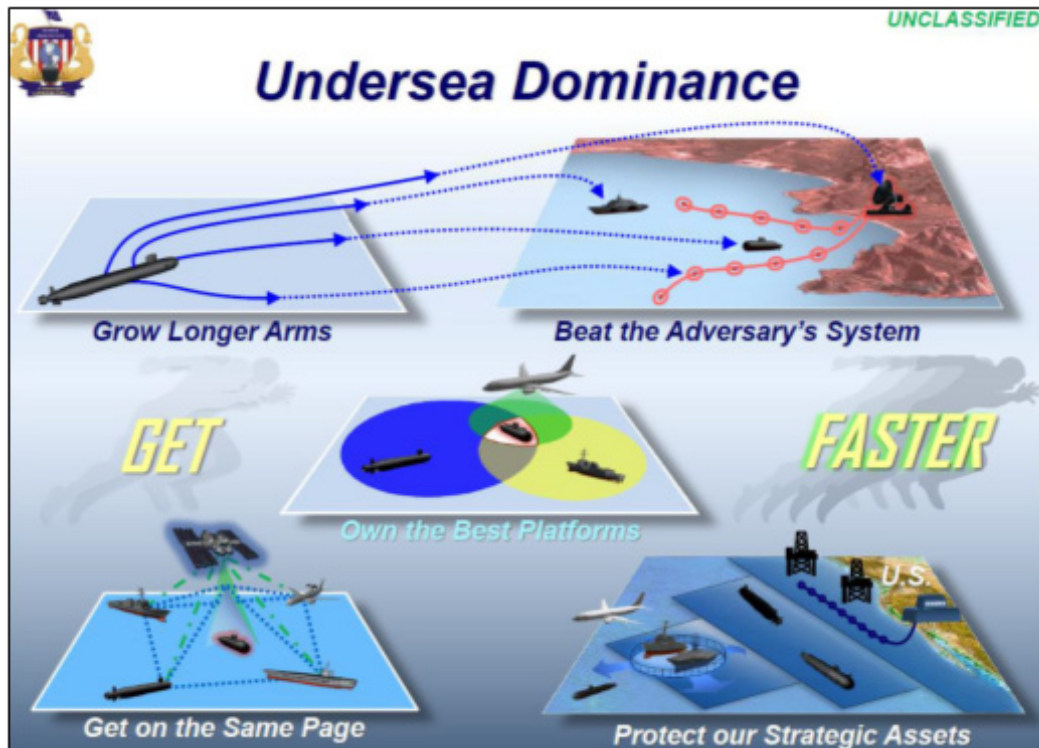 UNCLASSIFIED
Undersea Dominance
Grow Longer Arms
Beat the Adversary's System
GET
FASTER
Own the Best Platforms
U.S.
Get on the Same Page
Protect our Strategic Assets